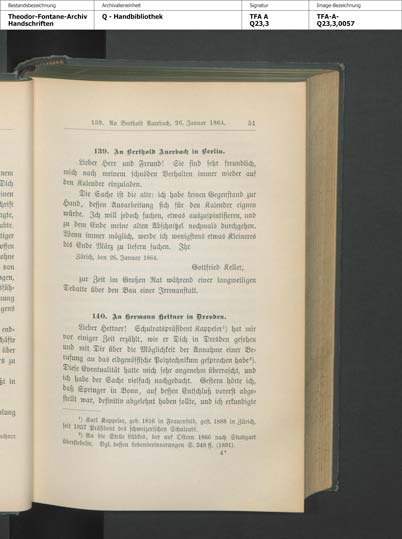 Bestandsbezeichnung
Archivalieneinheit
Signatur
Image-Bezeichnung
Theodor-Fontane-Archiv
Handschriften
Q - Handbibliothek
TFA A
Q23,3
TFA-A-
Q23,3,0057
139. An Berthold Auerbach, 26. Januar 1864. 51
139. An Berthold Auerbach in Berlin.
Lieber Herr und Freund! Sie sind sehr freundlich,
mich nach meinem schnöden Verhalten immer wieder auf
den Kalender einzuladen.
Die Sache ist die alte: ich habe keinen Gegenstand zur
Hand, dessen Ausarbeitung sich für den Kalender eignen
würde. Ich will jedoch suchen, etwas auszuspintisieren, und
zu dem Ende meine alten Abschnitzel nochmals durchgehen.
Wenn immer möglich, werde ich wenigstens etwas Kleineres
bis Ende März zu liefern suchen. Ihr
Zürich, den 26. Januar 1864.
Gottfried Keller,
zur Zeit im Großen Rat während einer langweiligen
Debatte über den Bau einer Irrenanstalt.
140. An Hermann Hettner in Dresden.
Lieber Hettner! Schulratspräsident Kappeler¹) hat mir
vor einiger Zeit erzählt, wie er Dich in Dresden gesehen
und mit Dir über die Möglichkeit der Annahme einer Be-
rufung an das eidgenössische Polytechnikum gesprochen habe²).
Diese Eventualität hatte mich sehr angenehm überrascht, und
ich habe der Sache vielfach nachgedacht. Gestern hörte ich,
daß Springer in Bonn, auf dessen Entschluß vorerst abge-
stellt war, definitiv abgelehnt haben sollte, und ich erkundigte
¹) Karl Kappeler, geb. 1816 in Frauenfeld, gest. 1888 in Zürich,
seit 1857 Präsident des schweizerischen Schulrats.
²) An die Stelle Lübkes, der auf Ostern 1866 nach Stuttgart
übersiedelte. Vgl. dessen Lebenserinnerungen S. 348 ff. (1891).
4*